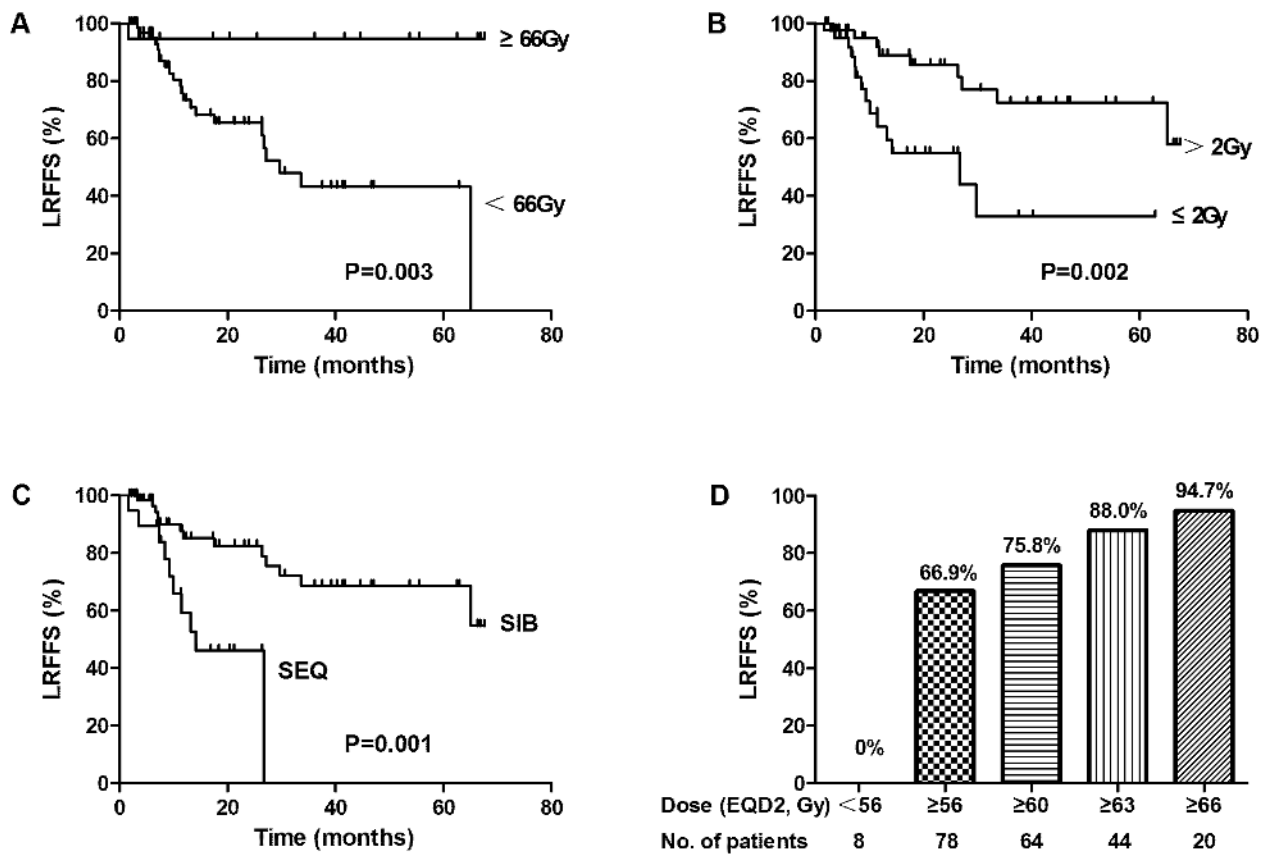 A
LRFFS (%)
100
80
60
40
20
0
0 20 40 60 80
Time (months)
≥ 66Gy
< 66Gy
P=0.003
B
LRFFS (%)
100
80
60
40
20
0
0 20 40 60 80
Time (months)
> 2Gy
≤ 2Gy
P=0.002
C
LRFFS (%)
100
80
60
40
20
0
0 20 40 60 80
Time (months)
SIB
SEQ
P=0.001
D
LRFFS (%)
100
80
60
40
20
0
0%
66.9%
75.8%
88.0%
94.7%
Dose (EQD2, Gy) <56 ≥56 ≥60 ≥63 ≥66
No. of patients 8 78 64 44 20